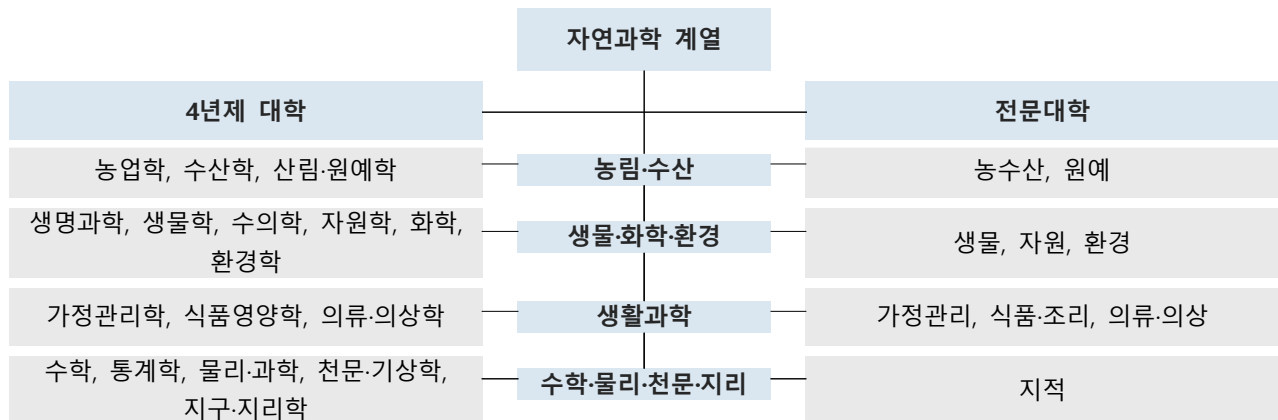 자연과학 계열
4년제 대학
전문대학
농업학, 수산학, 산림·원예학
농림·수산
농수산, 원예
생명과학, 생물학, 수의학, 자원학, 화학,
환경학
생물·화학·환경
생물, 자원, 환경
가정관리학, 식품영양학, 의류·의상학
생활과학
가정관리, 식품·조리, 의류·의상
수학, 통계학, 물리·과학, 천문·기상학,
지구·지리학
수학·물리·천문·지리
지적